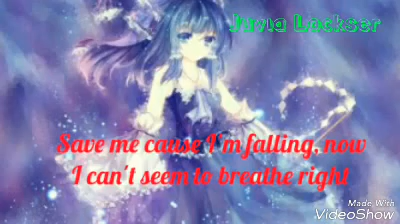 Juvia Lockser
Save me cause I'm falling, now
I can't seem to breathe right
Made With
VideoShow